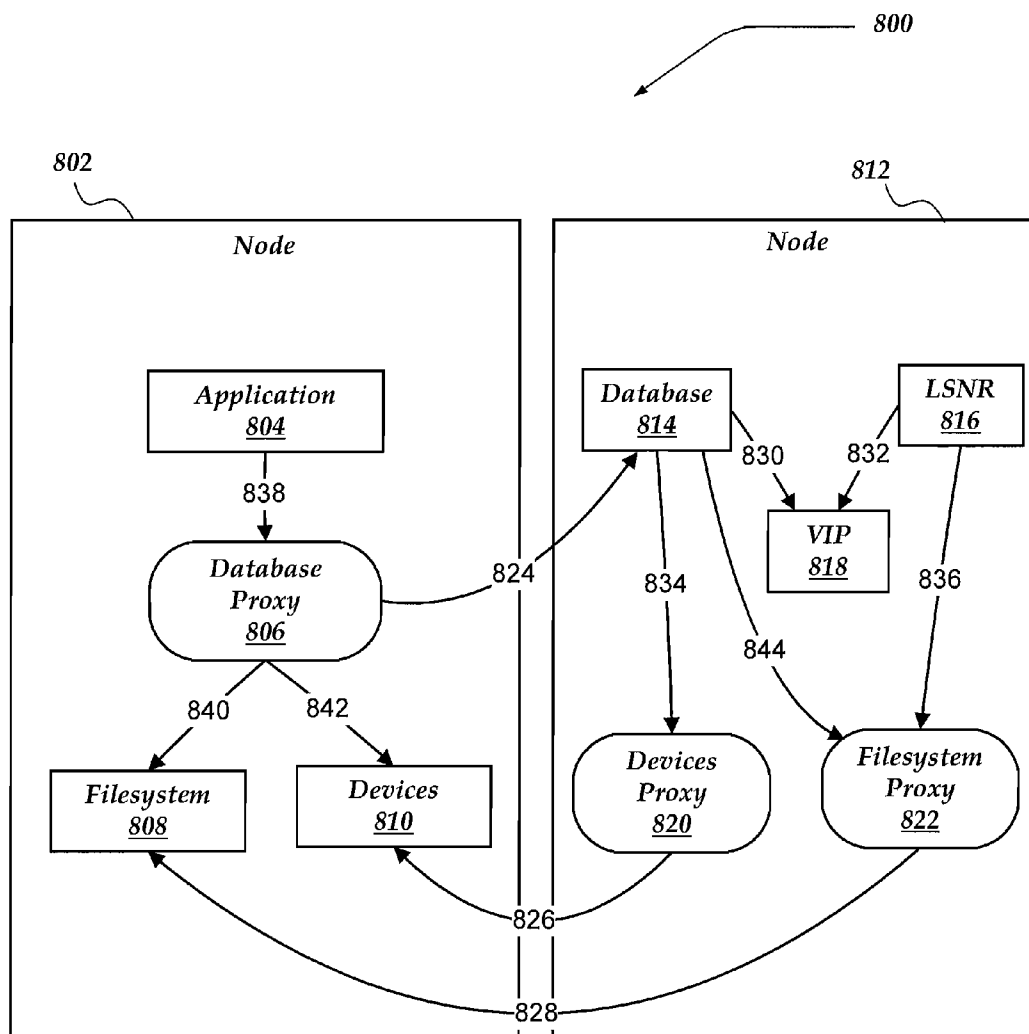 800
802
812
Node
Node
Application
804
Database
814
LSNR
816
838
830
832
VIP
818
Database
Proxy
806
824
834
836
844
840
842
Filesystem
808
Devices
810
Devices
Proxy
820
Filesystem
Proxy
822
826
828